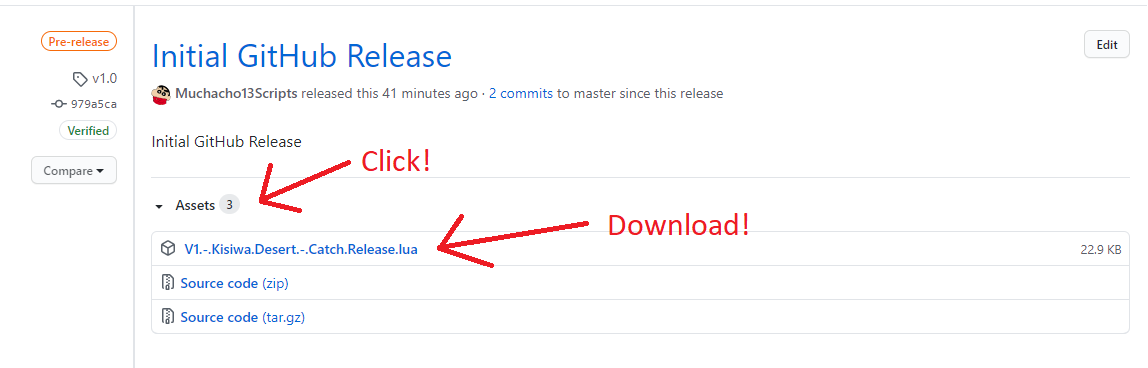 Pre-release
v1.0
979a5ca
Verified
Compare
Initial GitHub Release
Edit
Muchacho13Scripts released this 41 minutes ago · 2 commits to master since this release
Initial GitHub Release
Click!
Assets 3
Download!
V1.-.Kisiwa.Desert.-.Catch.Release.lua 22.9 KB
Source code (zip)
Source code (tar.gz)